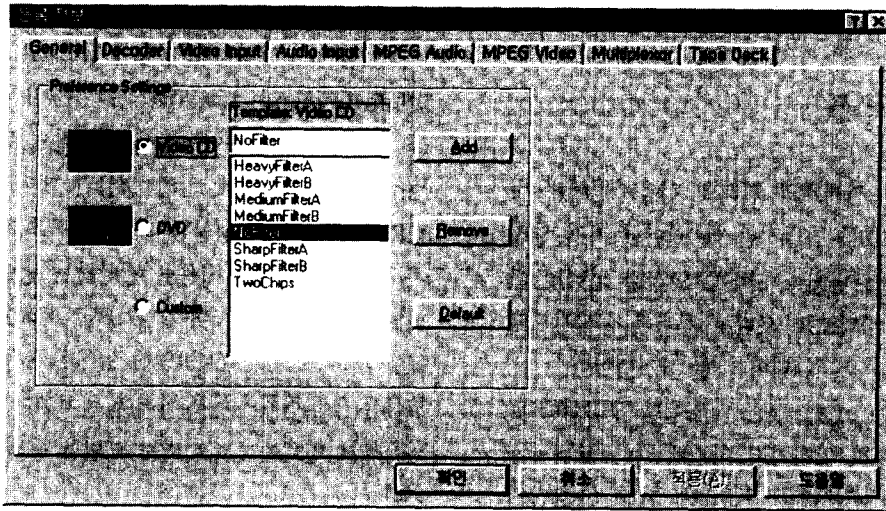 General Decoder Video Input Audio Input MPEG Audio MPEG Video Multiplexor Tape Deck
Preference Settings
Template: Video CD
Video CD
NoFilter
Add
HeavyFilterA
HeavyFilterB
MediumFilterA
MediumFilterB
DVD
Remove
SharpFilterA
SharpFilterB
TwoChips
Custom
Default
확인 취소 적용(A) 도움말